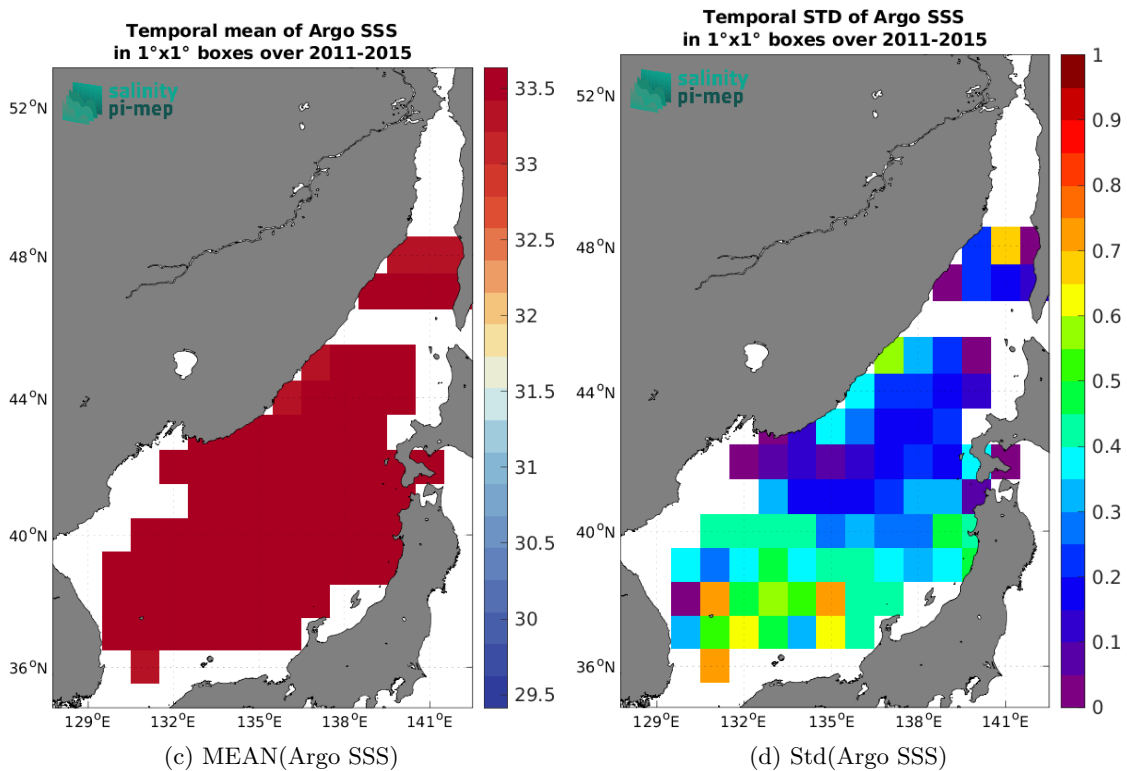 Temporal mean of Argo SSS
in 1°x1° boxes over 2011-2015
salinity
pi-mep
52°N
48°N
44°N
40°N
36°N
129°E
132°E
135°E
138°E
141°E
33.5
33
32.5
32
31.5
31
30.5
30
29.5
(c) MEAN(Argo SSS)
Temporal STD of Argo SSS
in 1°x1° boxes over 2011-2015
salinity
pi-mep
52°N
48°N
44°N
40°N
36°N
129°E
132°E
135°E
138°E
141°E
1
0.9
0.8
0.7
0.6
0.5
0.4
0.3
0.2
0.1
0
(d) Std(Argo SSS)